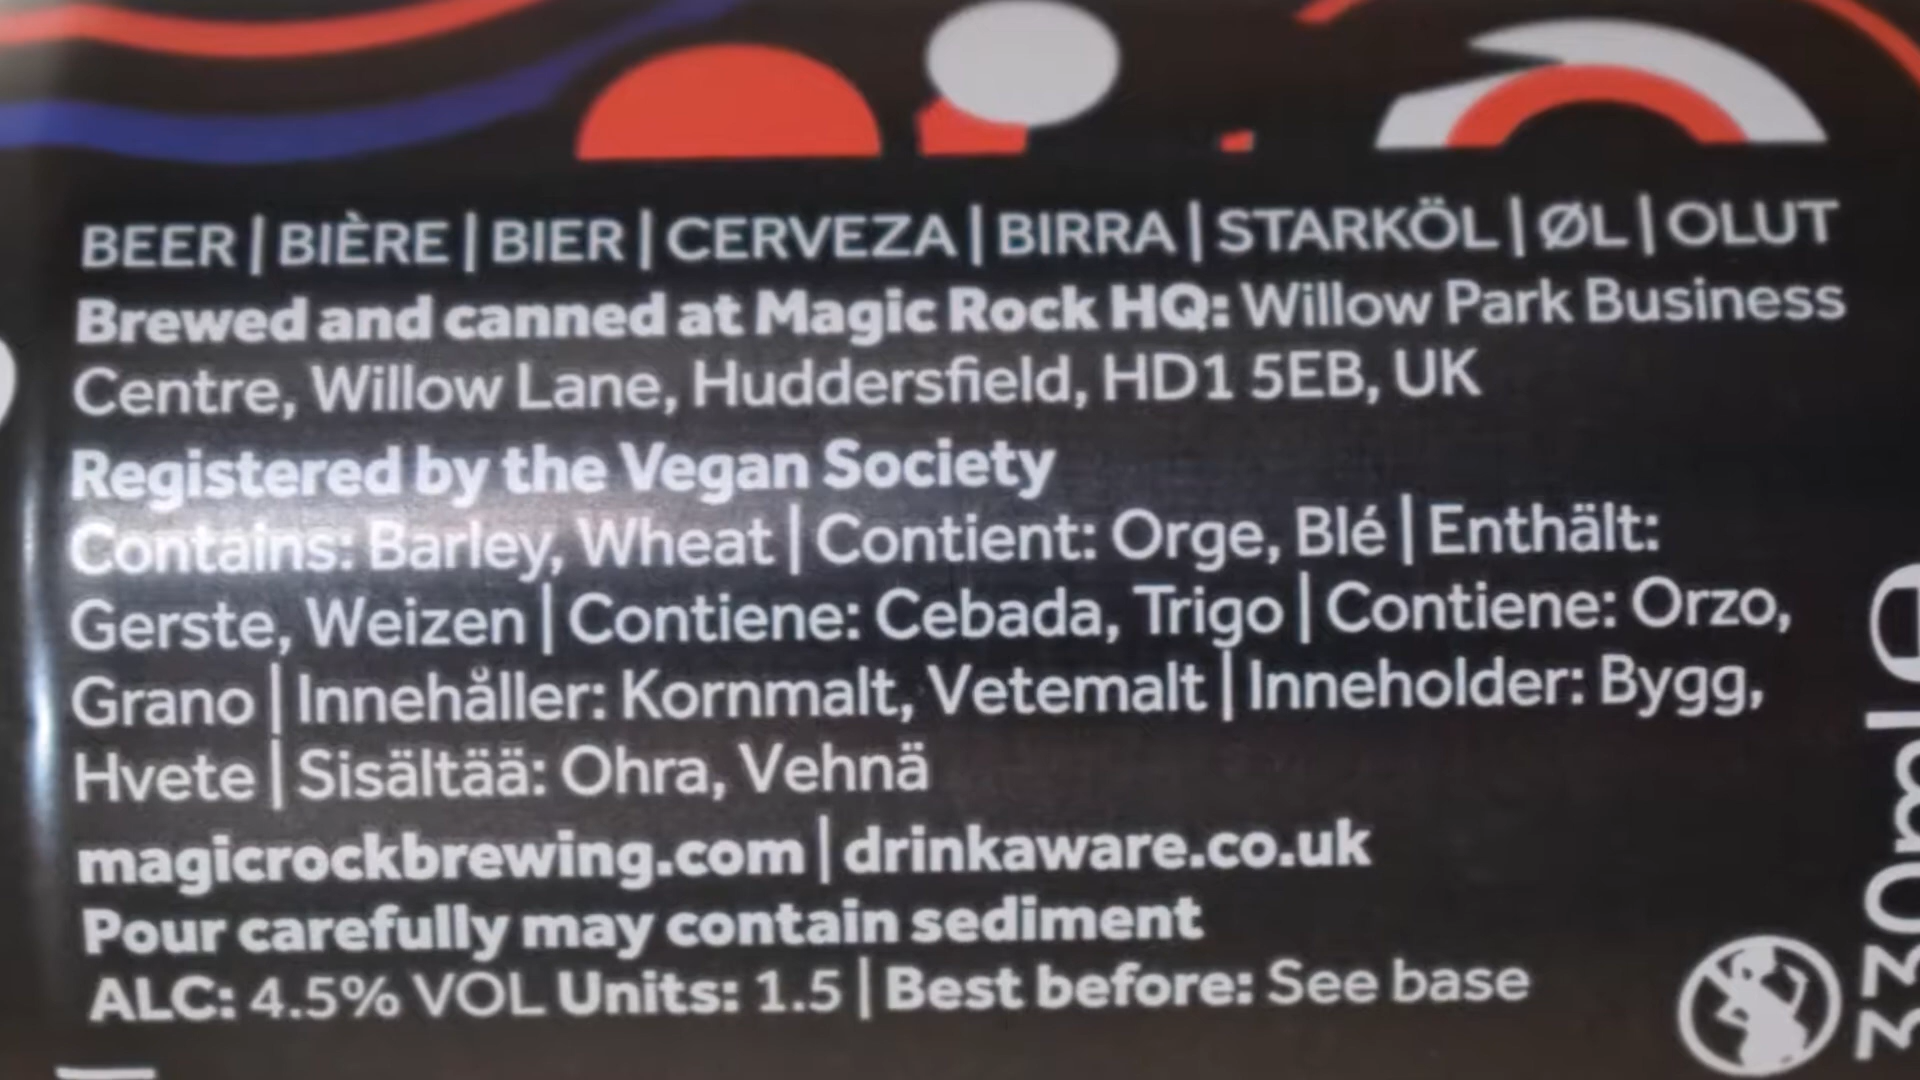 BEER | BIÈRE | BIER | CERVEZA | BIRRA | STARKÖL | ØL | OLUT
Brewed and canned at Magic Rock HQ: Willow Park Business
Centre, Willow Lane, Huddersfield, HD1 5EB, UK
Registered by the Vegan Society
Contains: Barley, Wheat | Contient: Orge, Blé | Enthält:
Gerste, Weizen | Contiene: Cebada, Trigo | Contiene: Orzo,
Grano | Innehåller: Kornmalt, Vetemalt | Inneholder: Bygg,
Hvete | Sisältää: Ohra, Vehnä
magicrockbrewing.com | drinkaware.co.uk
Pour carefully may contain sediment
ALC: 4.5% VOL Units: 1.5 | Best before: See base
330ml e